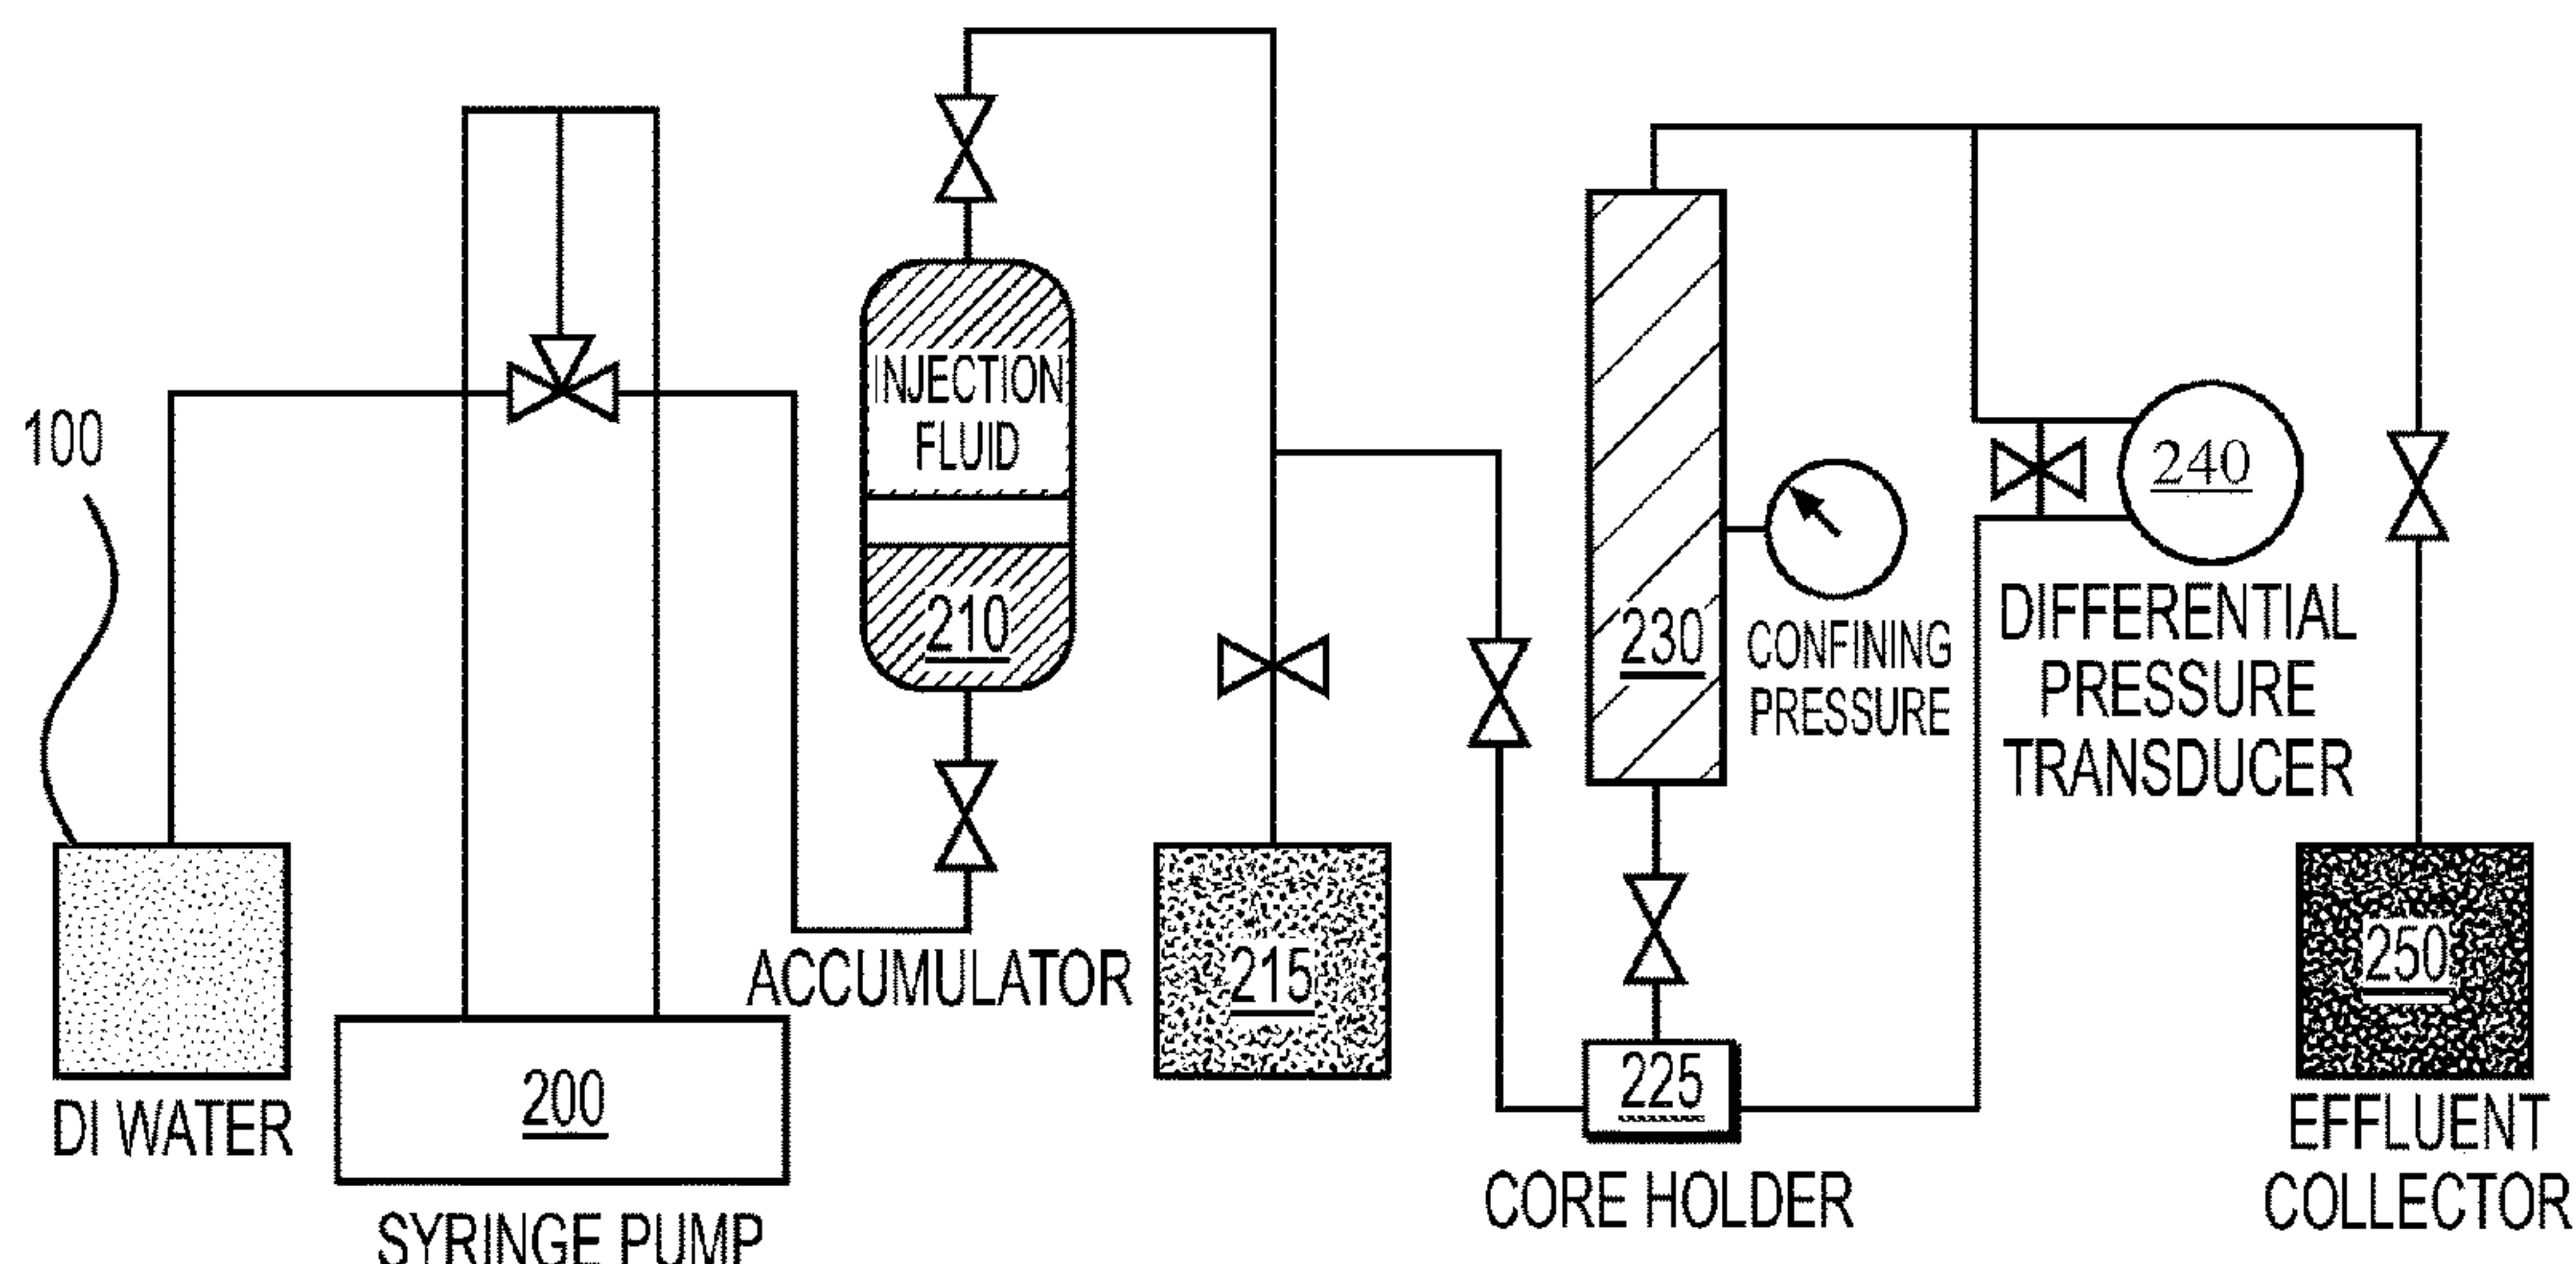 100
DI WATER
200
SYRINGE PUMP
INJECTION
FLUID
210
ACCUMULATOR
215
230
CONFINING
PRESSURE
225
CORE HOLDER
240
DIFFERENTIAL
PRESSURE
TRANSDUCER
250
EFFLUENT
COLLECTOR